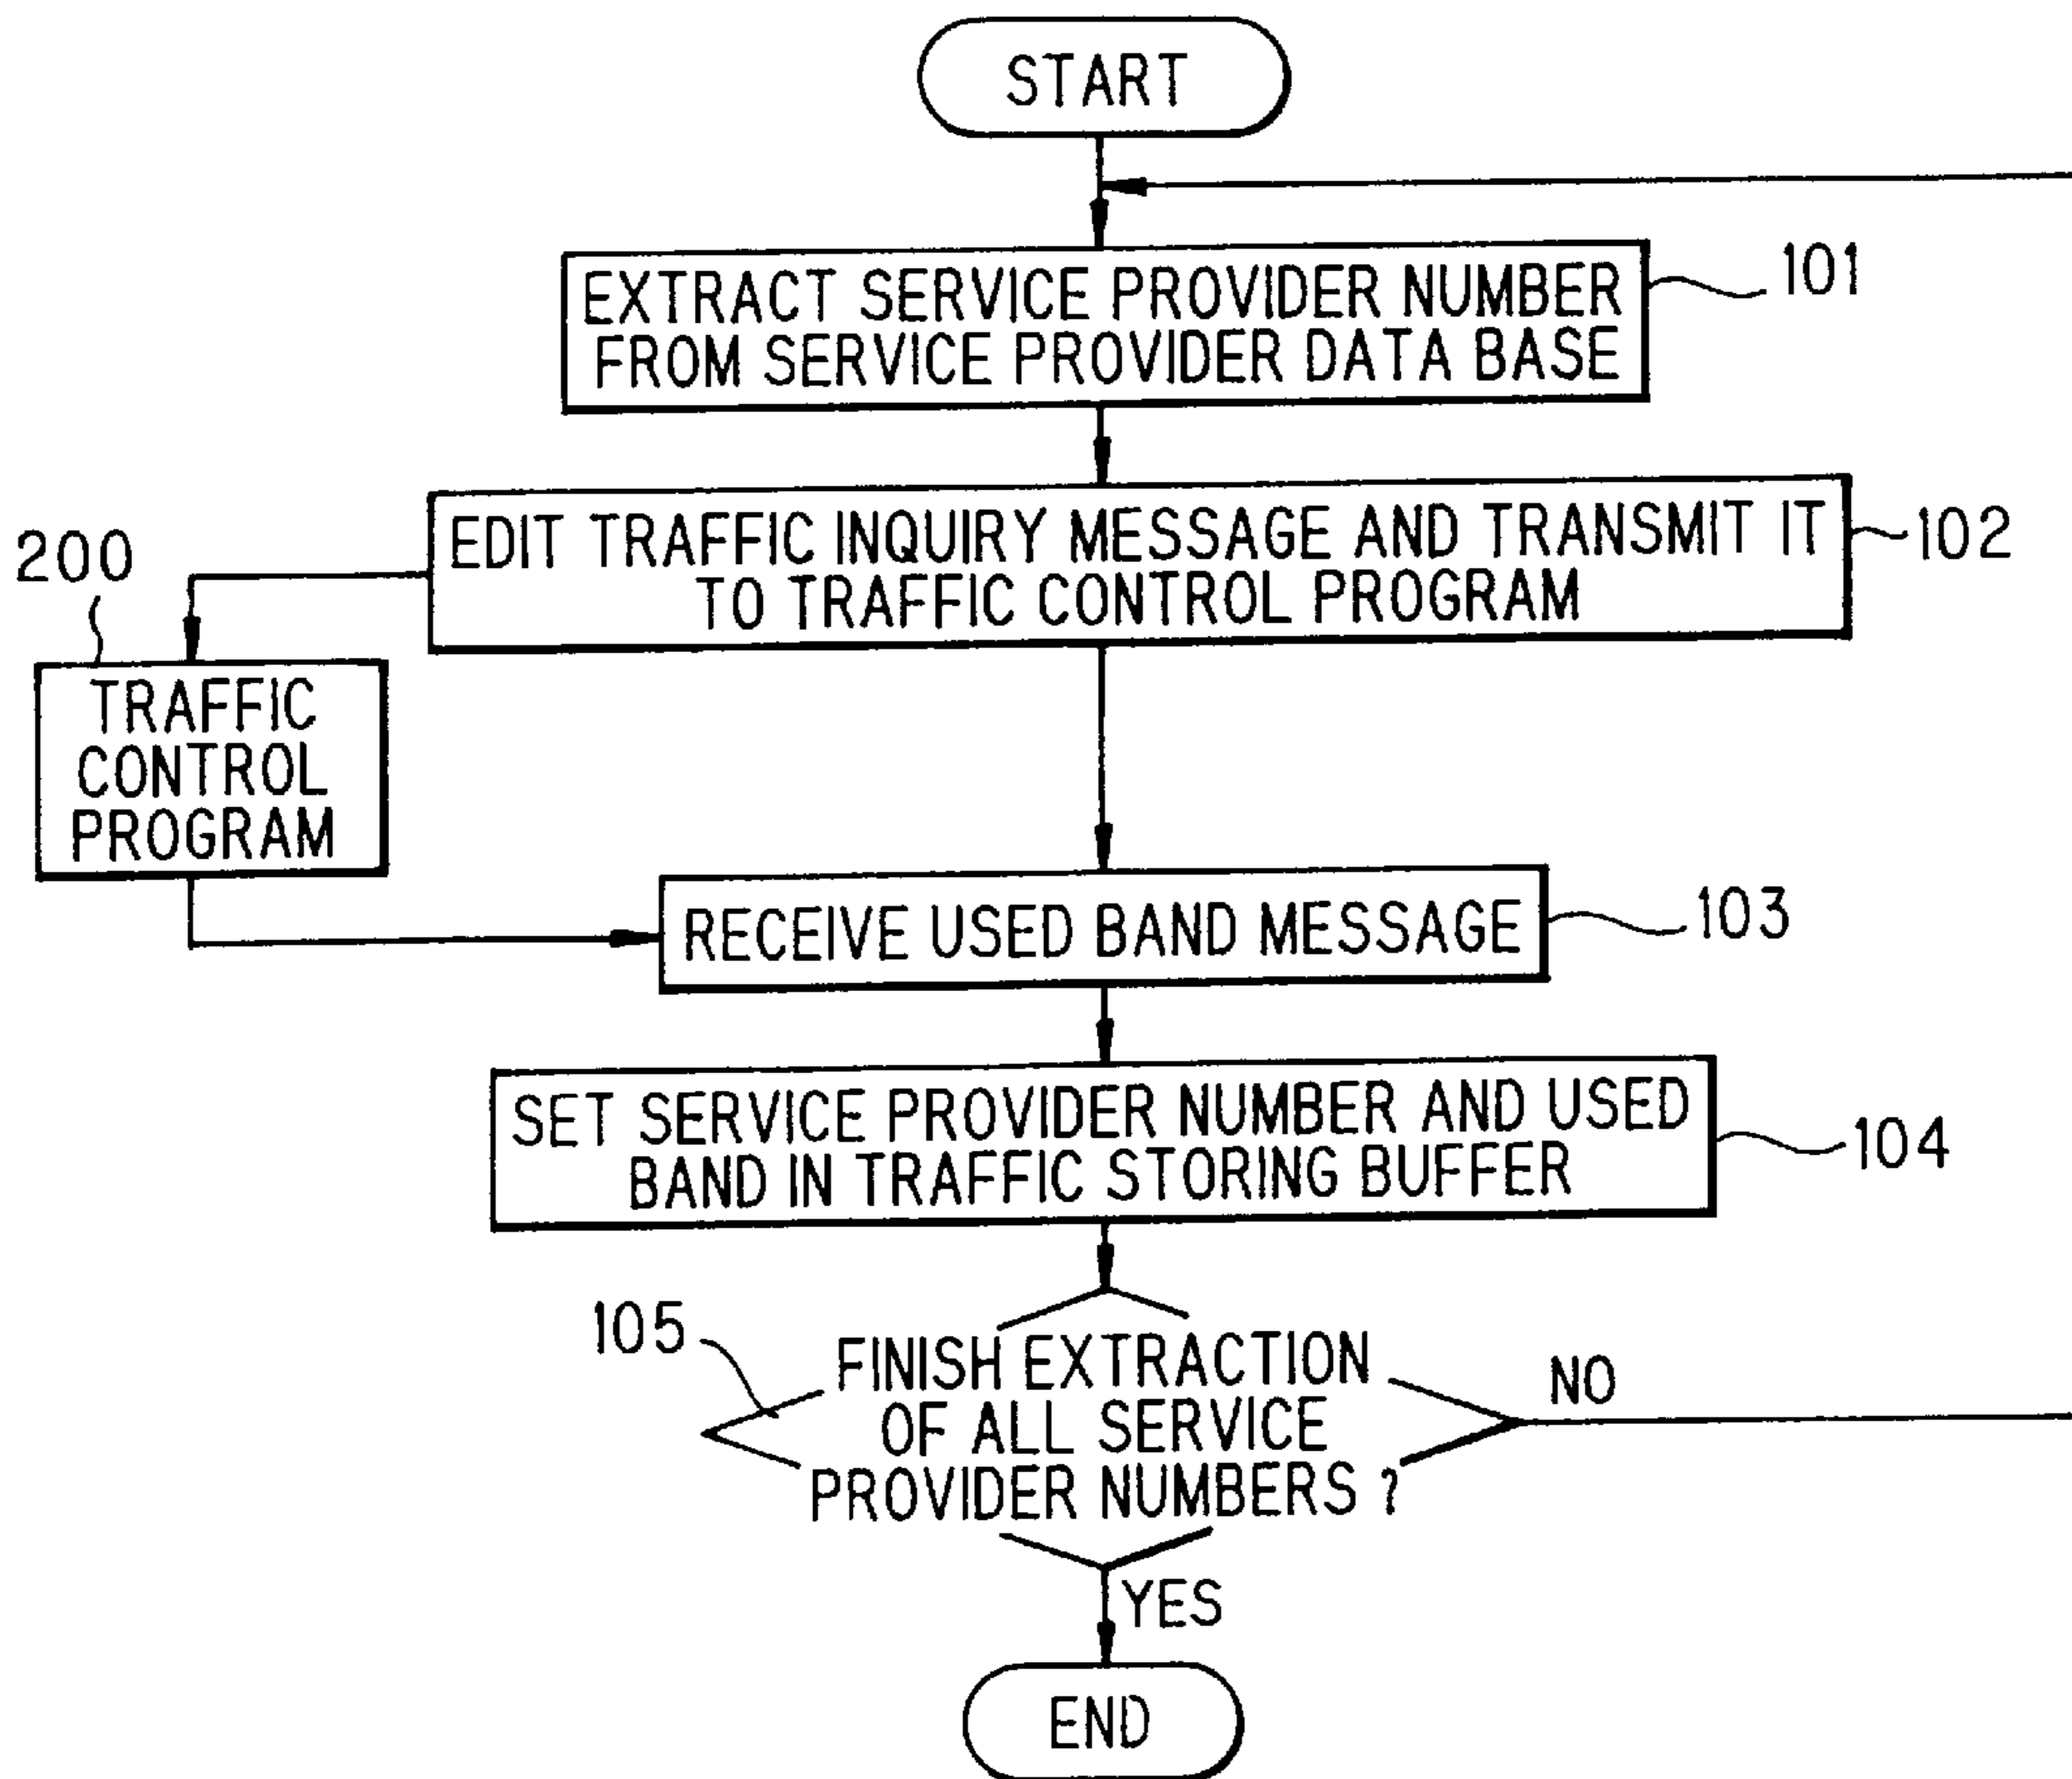 START
EXTRACT SERVICE PROVIDER NUMBER
FROM SERVICE PROVIDER DATA BASE
101
EDIT TRAFFIC INQUIRY MESSAGE AND TRANSMIT IT
TO TRAFFIC CONTROL PROGRAM
102
200
TRAFFIC
CONTROL
PROGRAM
RECEIVE USED BAND MESSAGE
103
SET SERVICE PROVIDER NUMBER AND USED
BAND IN TRAFFIC STORING BUFFER
104
105
FINISH EXTRACTION
OF ALL SERVICE
PROVIDER NUMBERS ?
NO
YES
END